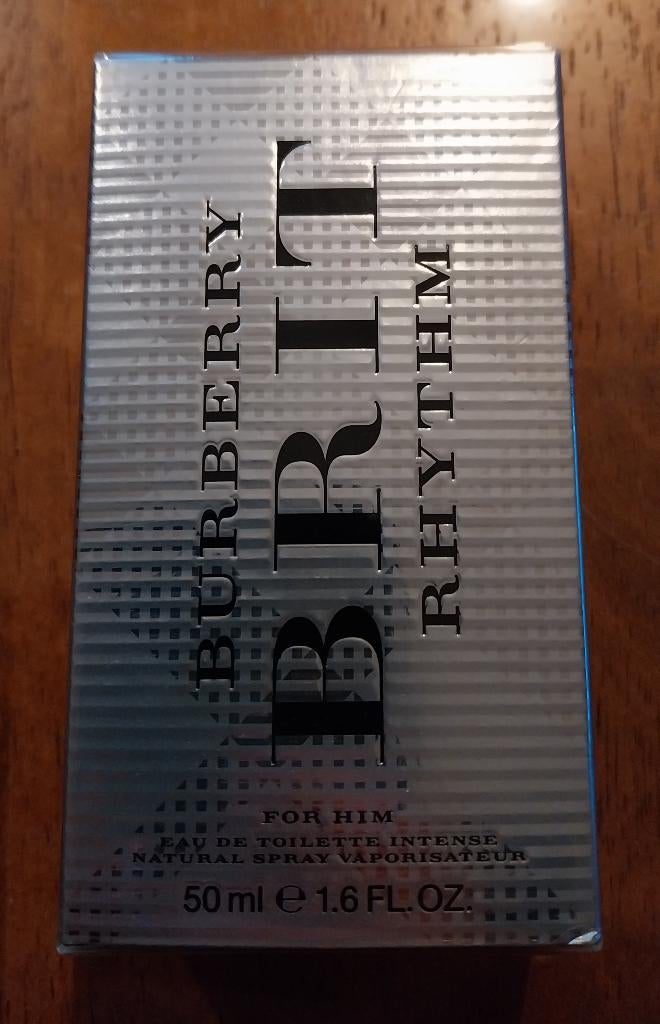 BURBERRY
BRIT
RHYTHM
FOR HIM
EAU DE TOILETTE INTENSE
NATURAL SPRAY VAPORISATEUR
50 ml ℮ 1.6 FL. OZ.